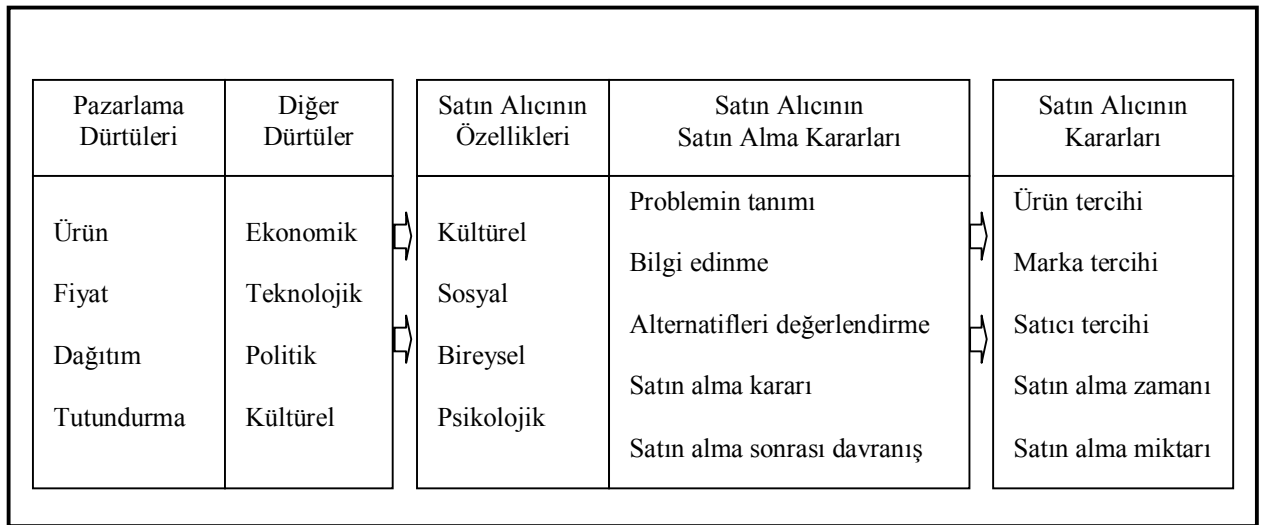 Pazarlama
Dürtüleri
Diğer
Dürtüler
Satın Alıcının
Özellikleri
Satın Alıcının
Satın Alma Kararları
Satın Alıcının
Kararları
Ürün
Fiyat
Dağıtım
Tutundurma
Ekonomik
Teknolojik
Politik
Kültürel
Kültürel
Sosyal
Bireysel
Psikolojik
Problemin tanımı
Bilgi edinme
Alternatifleri değerlendirme
Satın alma kararı
Satın alma sonrası davranış
Ürün tercihi
Marka tercihi
Satıcı tercihi
Satın alma zamanı
Satın alma miktarı